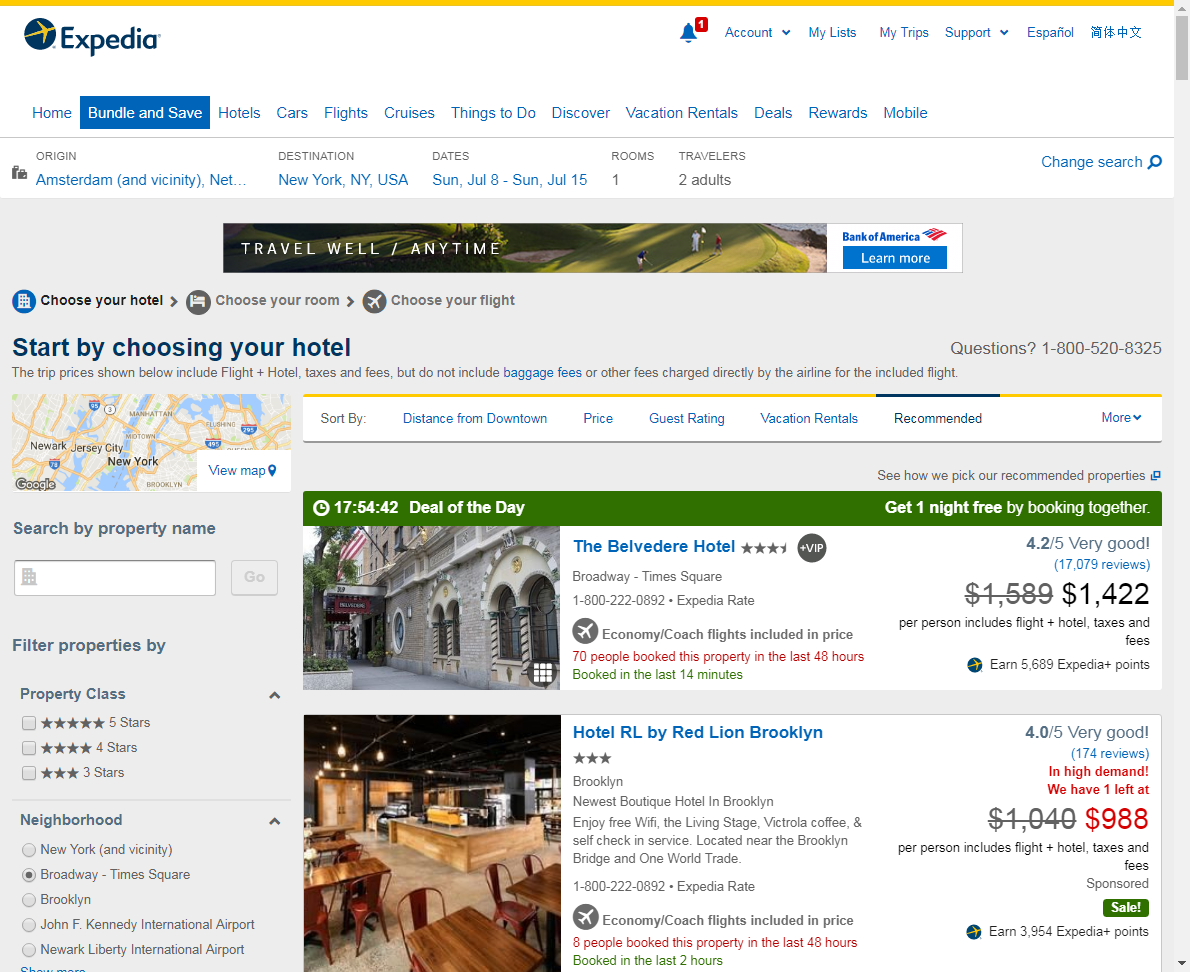 Expedia
1
Account
My Lists
My Trips
Support
Español
简体中文
Home
Bundle and Save
Hotels
Cars
Flights
Cruises
Things to Do
Discover
Vacation Rentals
Deals
Rewards
Mobile
ORIGIN
Amsterdam (and vicinity), Net...
DESTINATION
New York, NY, USA
DATES
Sun, Jul 8 - Sun, Jul 15
ROOMS
1
TRAVELERS
2 adults
Change search
TRAVEL WELL / ANYTIME
Bank of America
Learn more
Choose your hotel
Choose your room
Choose your flight
Start by choosing your hotel
Questions? 1-800-520-8325
The trip prices shown below include Flight + Hotel, taxes and fees, but do not include baggage fees or other fees charged directly by the airline for the included flight.
MANHATTAN
FLUSHING
MIDTOWN
Newark
Jersey City
New York
BROOKLYN
95
3
295
495
78
Google
View map
Sort By:
Distance from Downtown
Price
Guest Rating
Vacation Rentals
Recommended
More
See how we pick our recommended properties
Search by property name
Go
Filter properties by
Property Class
5 Stars
4 Stars
3 Stars
Neighborhood
New York (and vicinity)
Broadway - Times Square
Brooklyn
John F. Kennedy International Airport
Newark Liberty International Airport
Show more
17:54:42 Deal of the Day
Get 1 night free by booking together.
BELVEDERE
The Belvedere Hotel
+VIP
Broadway - Times Square
1-800-222-0892 • Expedia Rate
Economy/Coach flights included in price
70 people booked this property in the last 48 hours
Booked in the last 14 minutes
4.2/5 Very good!
(17,079 reviews)
$1,589 $1,422
per person includes flight + hotel, taxes and
fees
Earn 5,689 Expedia+ points
Hotel RL by Red Lion Brooklyn
Brooklyn
Newest Boutique Hotel In Brooklyn
Enjoy free Wifi, the Living Stage, Victrola coffee, &
self check in service. Located near the Brooklyn
Bridge and One World Trade.
1-800-222-0892 • Expedia Rate
Economy/Coach flights included in price
8 people booked this property in the last 48 hours
Booked in the last 2 hours
4.0/5 Very good!
(174 reviews)
In high demand!
We have 1 left at
$1,040 $988
per person includes flight + hotel, taxes and
fees
Sponsored
Sale!
Earn 3,954 Expedia+ points